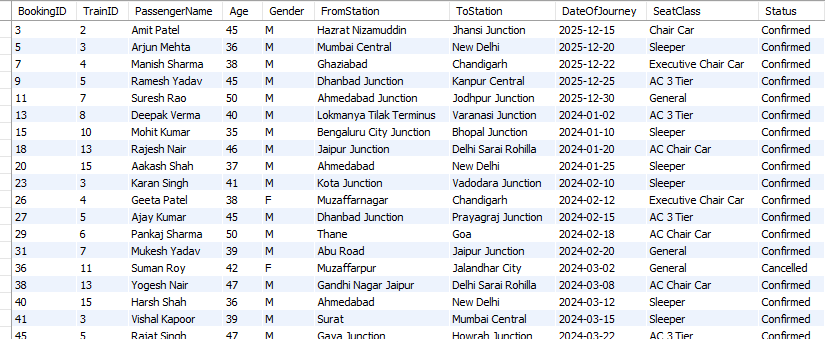 BookingID TrainID PassengerName Age Gender FromStation ToStation DateOfJourney SeatClass Status
3 2 Amit Patel 45 M Hazrat Nizamuddin Jhansi Junction 2025-12-15 Chair Car Confirmed
5 3 Arjun Mehta 36 M Mumbai Central New Delhi 2025-12-20 Sleeper Confirmed
7 4 Manish Sharma 38 M Ghaziabad Chandigarh 2025-12-22 Executive Chair Car Confirmed
9 5 Ramesh Yadav 45 M Dhanbad Junction Kanpur Central 2025-12-25 AC 3 Tier Confirmed
11 7 Suresh Rao 50 M Ahmedabad Junction Jodhpur Junction 2025-12-30 General Confirmed
13 8 Deepak Verma 40 M Lokmanya Tilak Terminus Varanasi Junction 2024-01-02 AC 3 Tier Confirmed
15 10 Mohit Kumar 35 M Bengaluru City Junction Bhopal Junction 2024-01-10 Sleeper Confirmed
18 13 Rajesh Nair 46 M Jaipur Junction Delhi Sarai Rohilla 2024-01-20 AC Chair Car Confirmed
20 15 Aakash Shah 37 M Ahmedabad New Delhi 2024-01-25 Sleeper Confirmed
23 3 Karan Singh 41 M Kota Junction Vadodara Junction 2024-02-10 Sleeper Confirmed
26 4 Geeta Patel 38 F Muzaffarnagar Chandigarh 2024-02-12 Executive Chair Car Confirmed
27 5 Ajay Kumar 45 M Dhanbad Junction Prayagraj Junction 2024-02-15 AC 3 Tier Confirmed
29 6 Pankaj Sharma 50 M Thane Goa 2024-02-18 AC Chair Car Confirmed
31 7 Mukesh Yadav 39 M Abu Road Jaipur Junction 2024-02-20 General Confirmed
36 11 Suman Roy 42 F Muzaffarpur Jalandhar City 2024-03-02 General Cancelled
38 13 Yogesh Nair 47 M Gandhi Nagar Jaipur Delhi Sarai Rohilla 2024-03-08 AC Chair Car Confirmed
40 15 Harsh Shah 36 M Ahmedabad New Delhi 2024-03-12 Sleeper Confirmed
41 3 Vishal Kapoor 39 M Surat Mumbai Central 2024-03-15 Sleeper Confirmed
45 5 Rajat Singh 47 M Gaya Junction Howrah Junction 2024-03-22 AC 3 Tier Confirmed